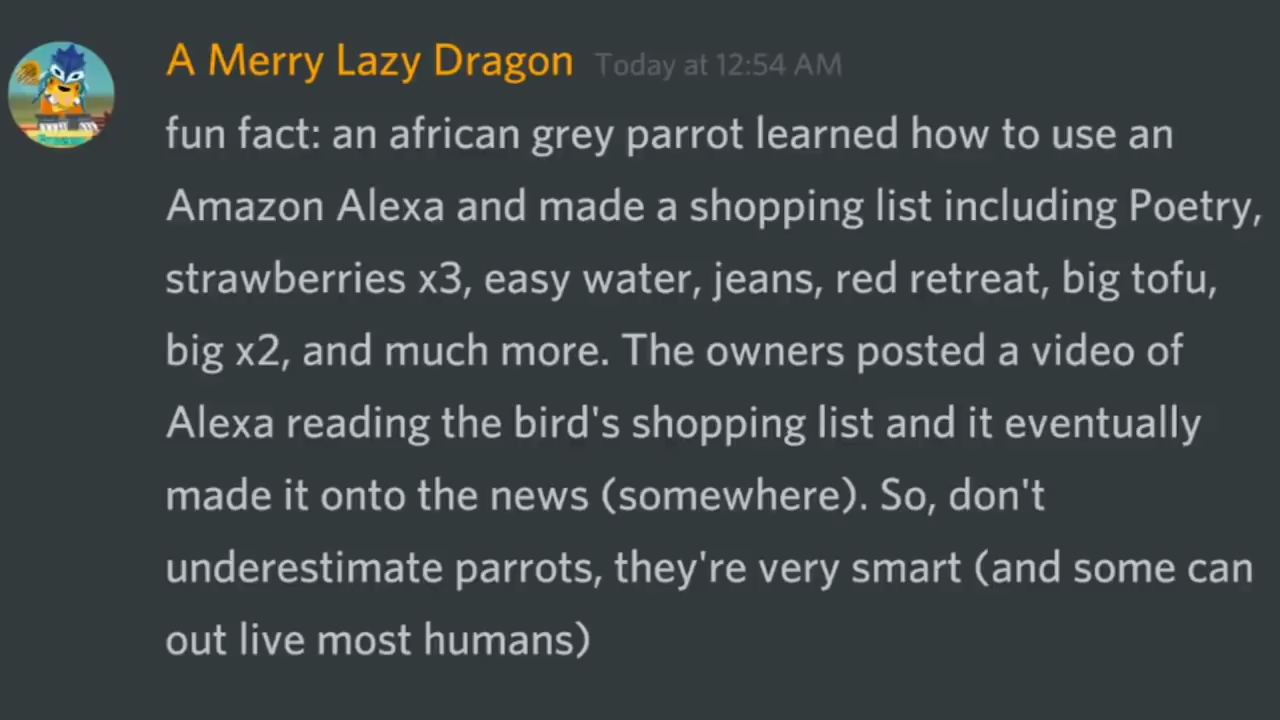 A Merry Lazy Dragon Today at 12:54 AM
fun fact: an african grey parrot learned how to use an
Amazon Alexa and made a shopping list including Poetry,
strawberries x3, easy water, jeans, red retreat, big tofu,
big x2, and much more. The owners posted a video of
Alexa reading the bird's shopping list and it eventually
made it onto the news (somewhere). So, don't
underestimate parrots, they're very smart (and some can
out live most humans)